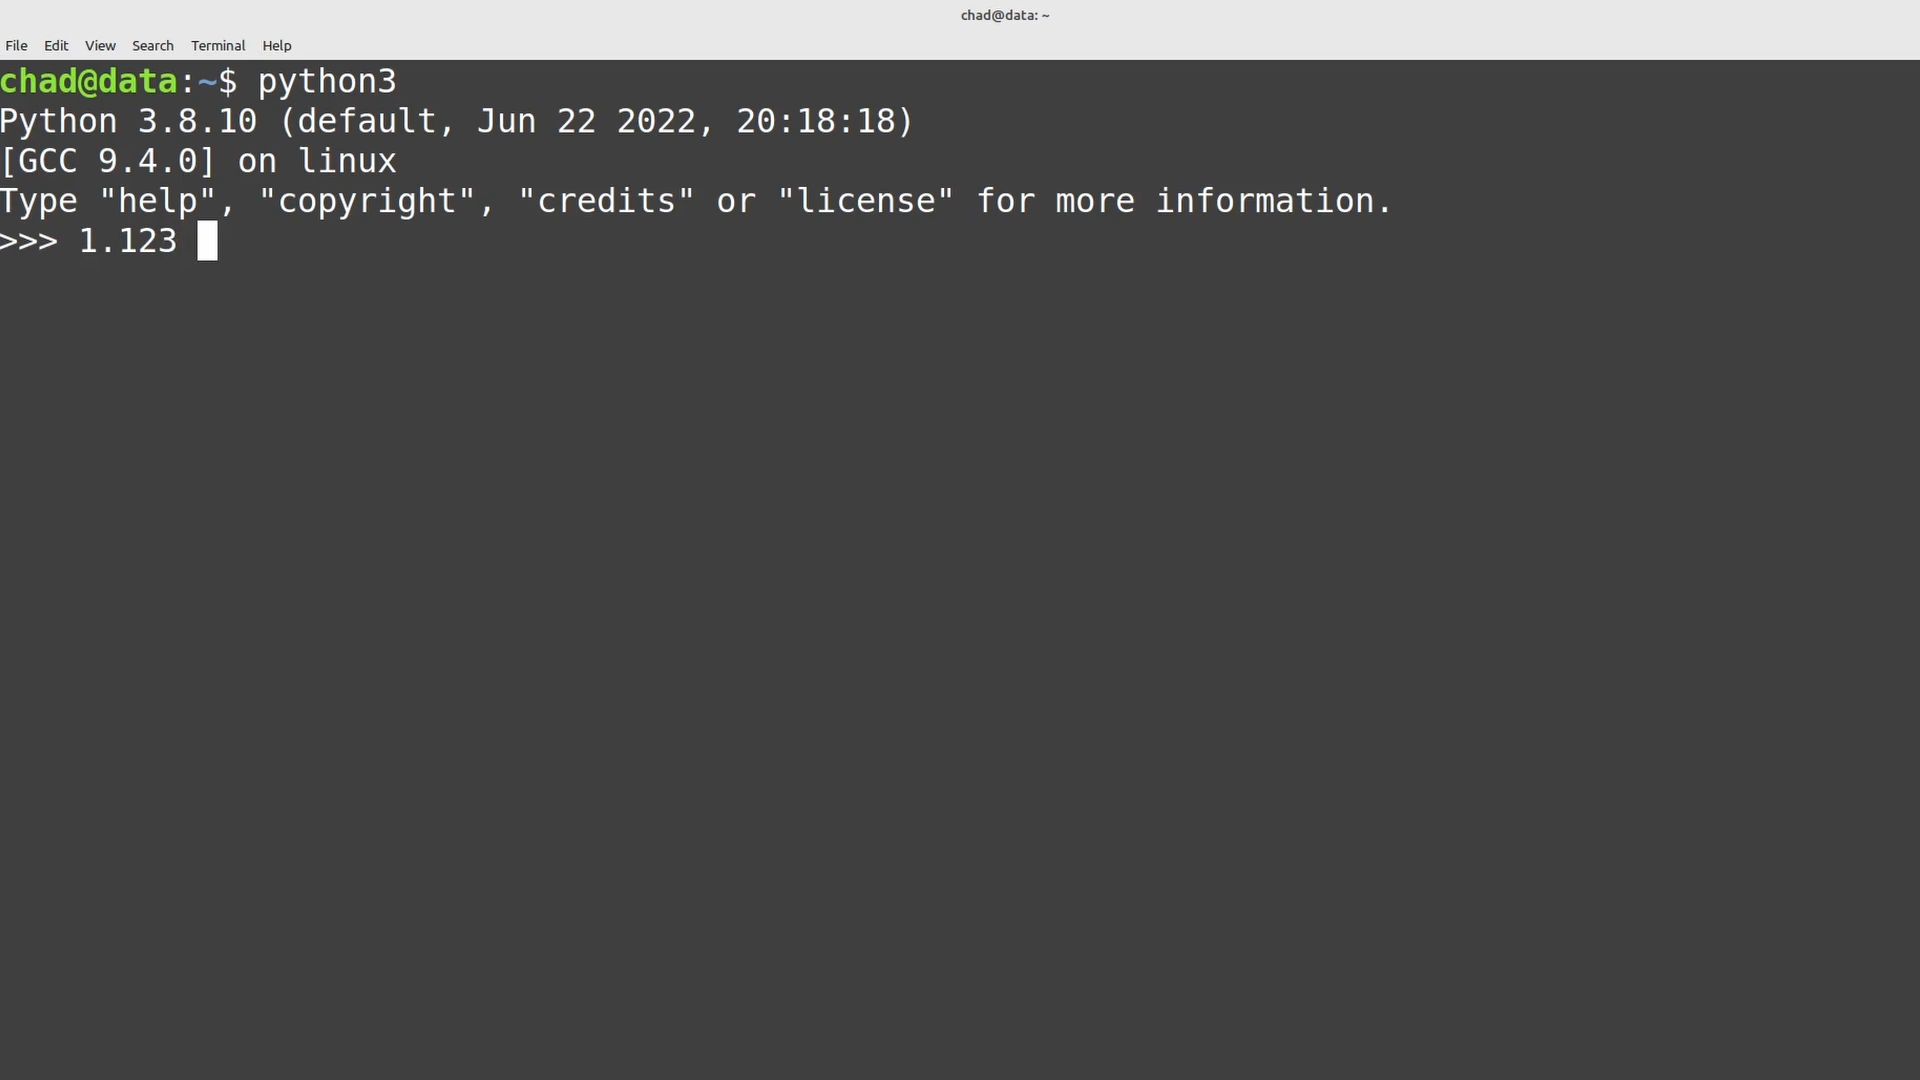 chad@data: ~
File Edit View Search Terminal Help
chad@data:~$ python3
Python 3.8.10 (default, Jun 22 2022, 20:18:18)
[GCC 9.4.0] on linux
Type "help", "copyright", "credits" or "license" for more information.
>>> 1.123